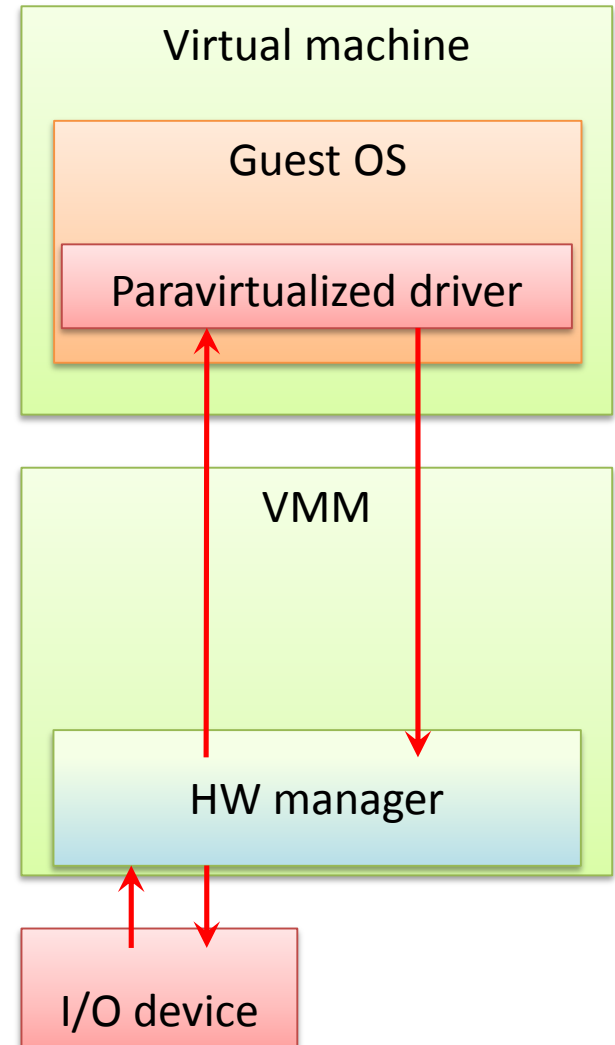 Virtual machine
Guest OS
Paravirtualized driver
VMM
HW manager
I/O device